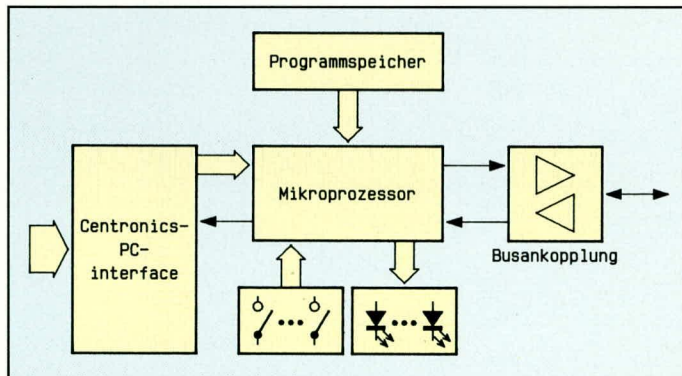 Programmspeicher
Mikroprozessor
Centronics-
PC-
interface
Busankopplung